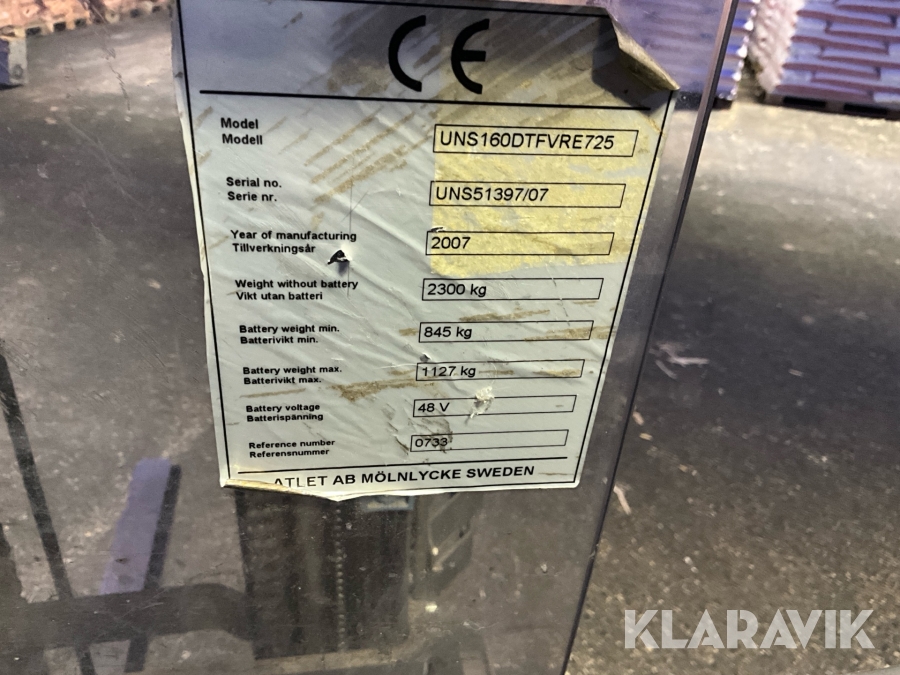 CE
Model
Modell
UNS160DTFVRE725
Serial no.
Serie nr.
UNS51397/07
Year of manufacturing
Tillverkningsår
2007
Weight without battery
Vikt utan batteri
2300 kg
Battery weight min.
Batterivikt min.
845 kg
Battery weight max.
Batterivikt max.
1127 kg
Battery voltage
Batterispänning
48 V
Reference number
Referensnummer
0733
ATLET AB MÖLNLYCKE SWEDEN
KLARAVIK